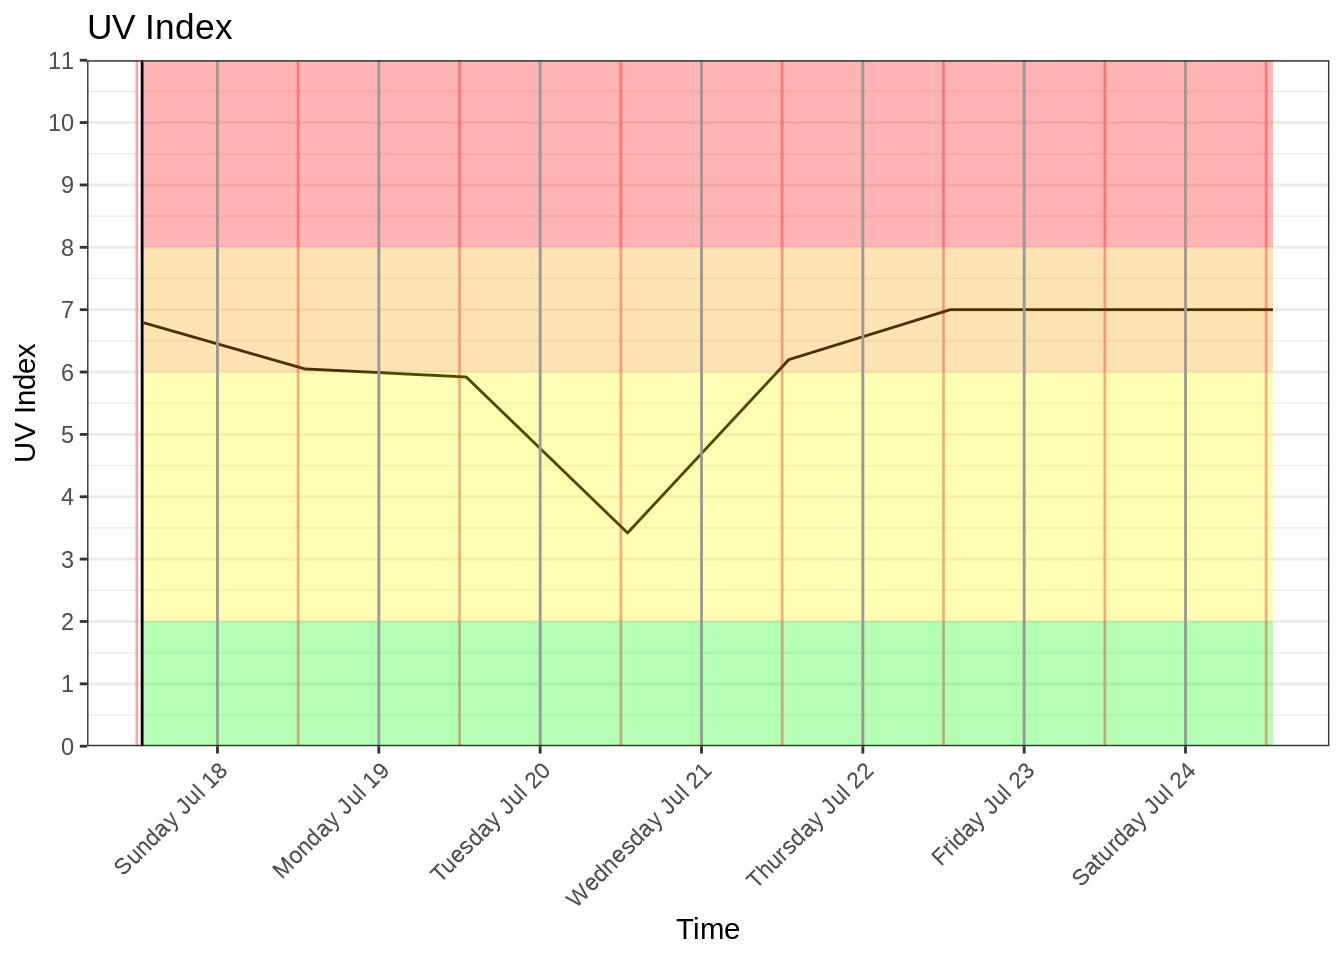 UV Index
11
10
9
8
7
6
5
4
3
2
1
0
UV Index
Sunday Jul 18
Monday Jul 19
Tuesday Jul 20
Wednesday Jul 21
Thursday Jul 22
Friday Jul 23
Saturday Jul 24
Time